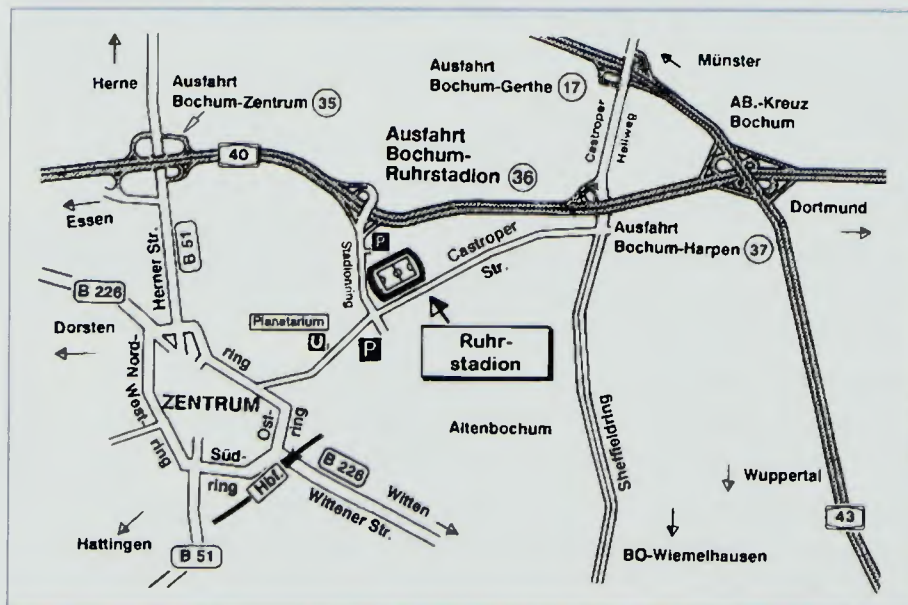 Herne
Ausfahrt
Bochum-Zentrum 35
40
Essen
Herner Str.
B 51
B 226
Dorsten
Ausfahrt
Bochum-
Ruhrstadion 36
Ausfahrt
Bochum-Gerthe 17
Münster
AB.-Kreuz
Bochum
Castroper
Hellweg
Dortmund
Ausfahrt
Bochum-Harpen 37
Stadionring
P
Castroper
Str.
Planetarium
U
P
Ruhr-
stadion
Nord-
ring
West-
ring
ZENTRUM
Ost-
ring
Süd-
ring
Hbf.
B 226
Wittener Str.
Witten
Altenbochum
Sheffieldring
Wuppertal
43
Hattingen
B 51
BO-Wiemelhausen